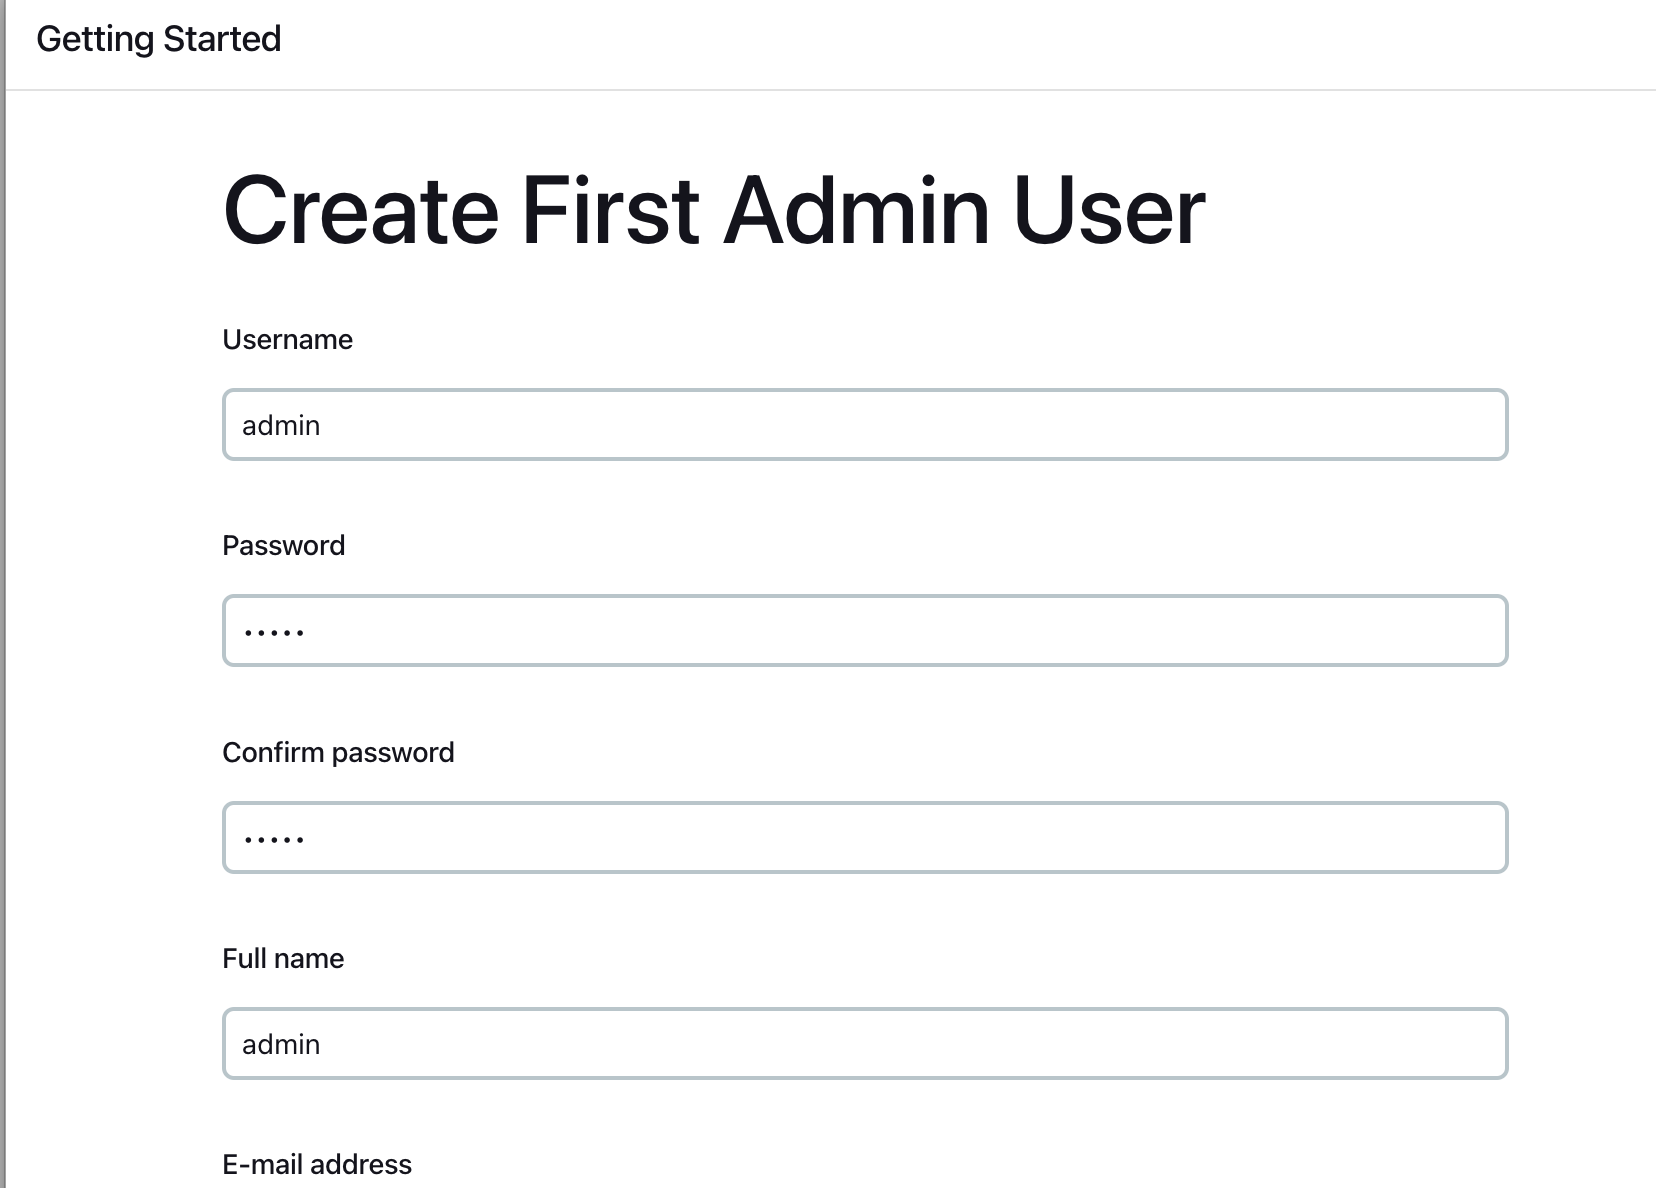 Getting Started
Create First Admin User
Username
admin
Password
•••••
Confirm password
•••••
Full name
admin
E-mail address